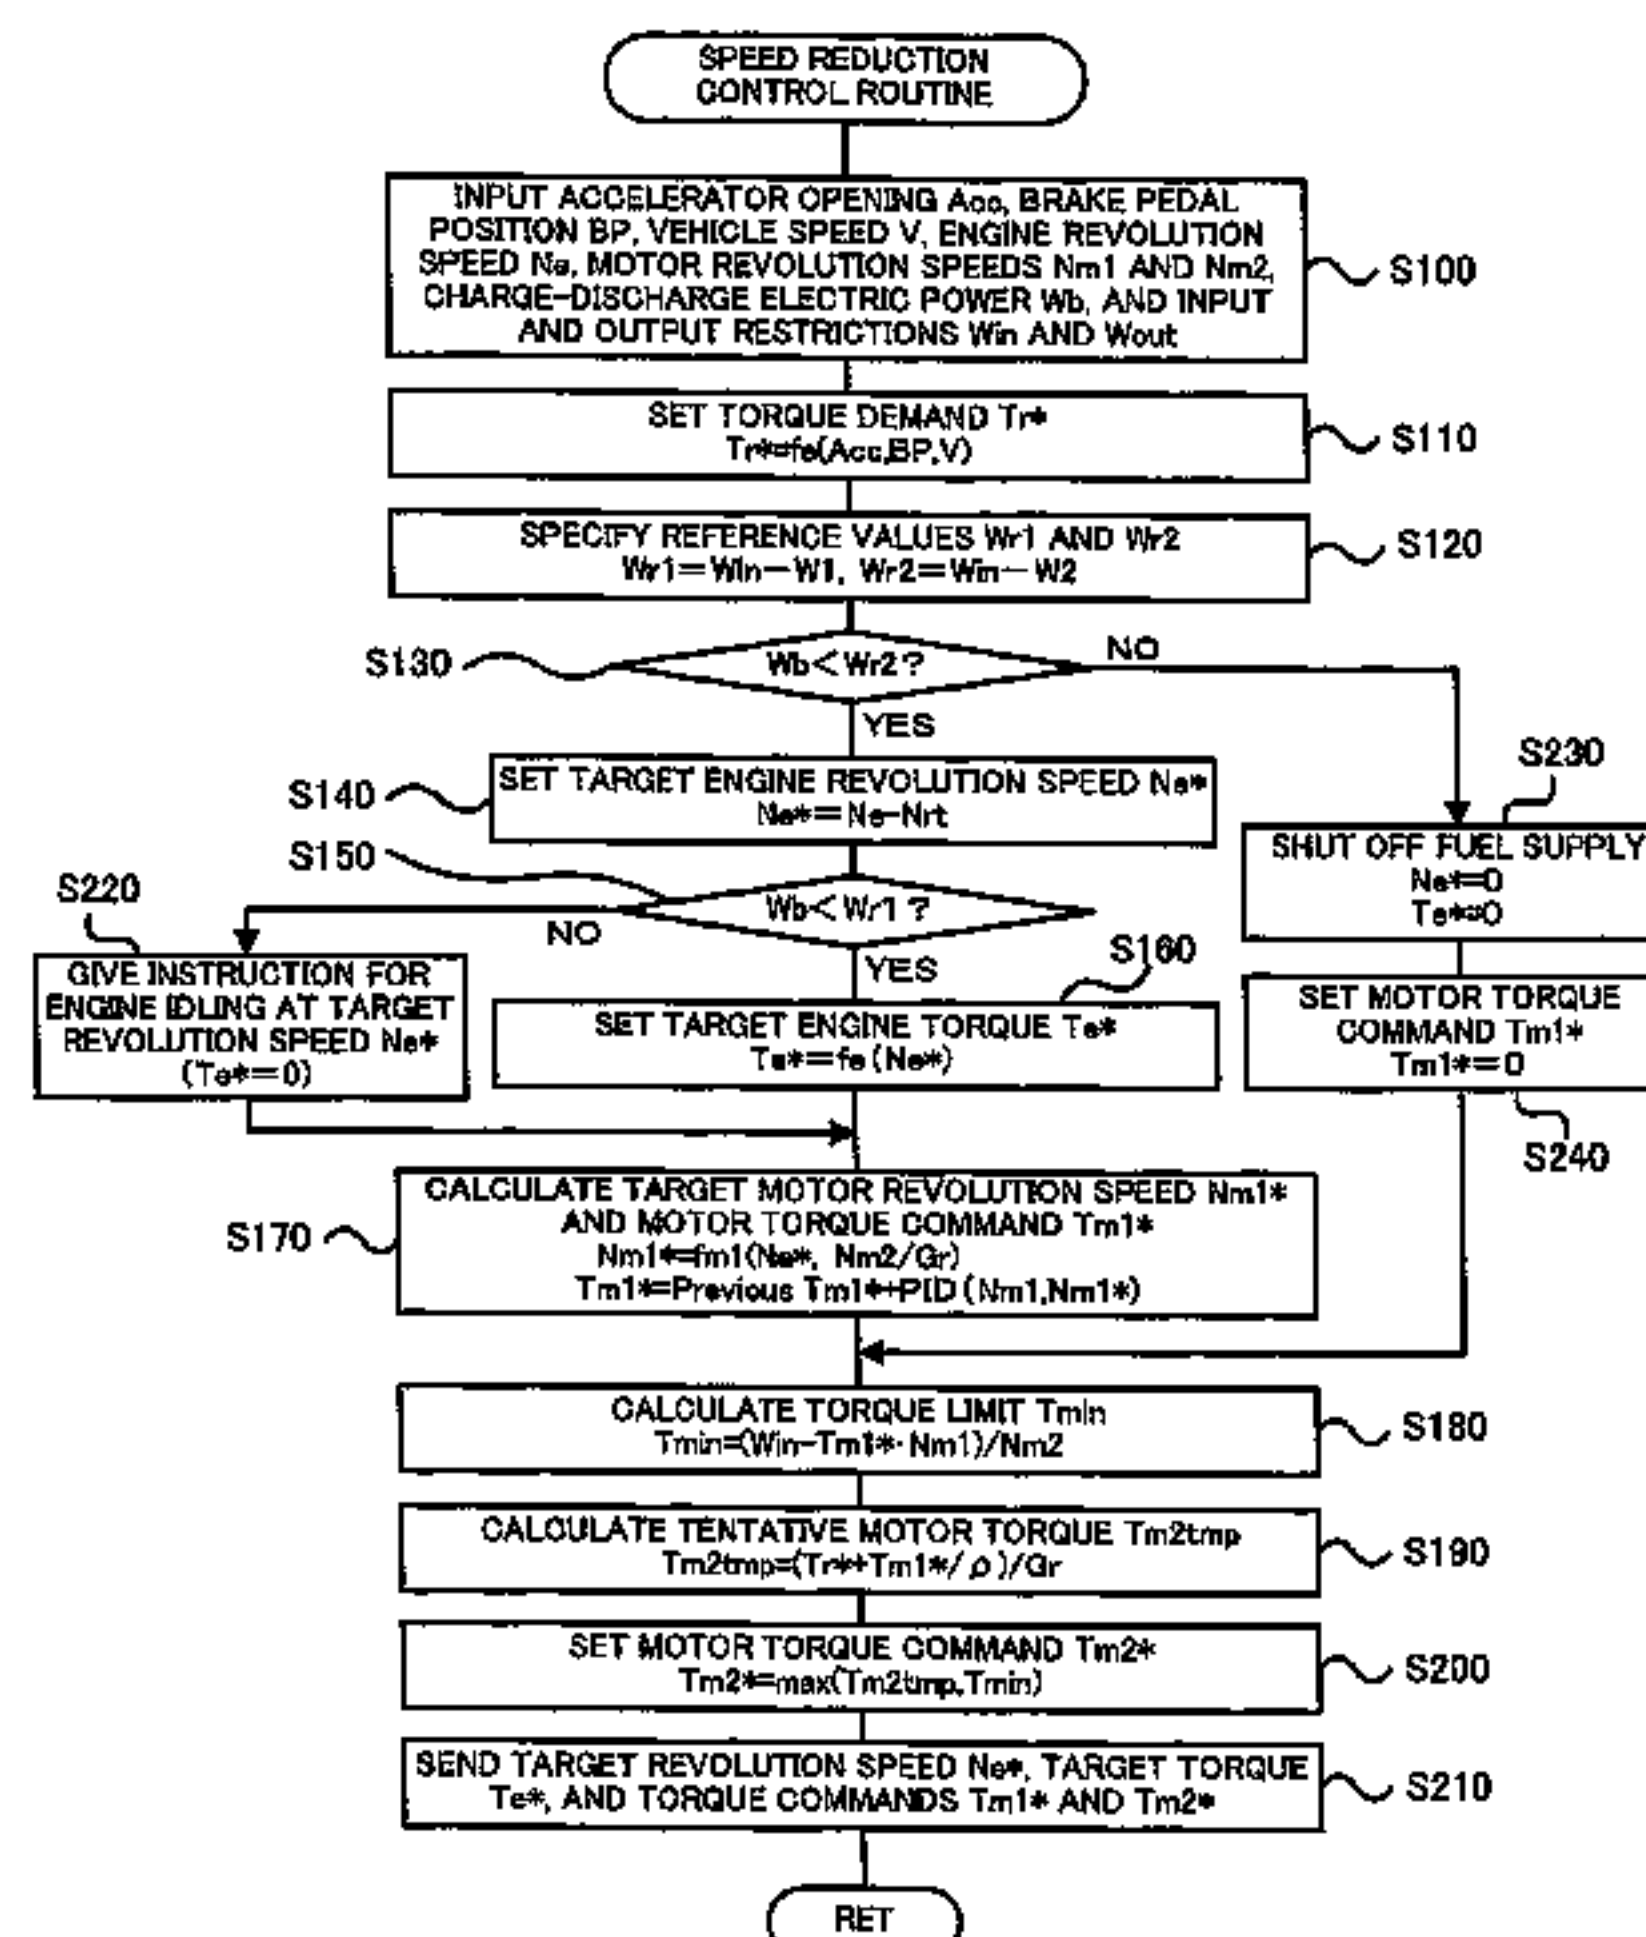 SPEED REDUCTION
CONTROL ROUTINE
INPUT ACCELERATOR OPENING Acc, BRAKE PEDAL
POSITION BP, VEHICLE SPEED V, ENGINE REVOLUTION
SPEED Ne, MOTOR REVOLUTION SPEEDS Nm1 AND Nm2,
CHARGE-DISCHARGE ELECTRIC POWER Wb, AND INPUT
AND OUTPUT RESTRICTIONS Win AND Wout
S100
SET TORQUE DEMAND Tr*
Tr*=fs(Acc,BP,V)
S110
SPECIFY REFERENCE VALUES Wr1 AND Wr2
Wr1=Win-W1, Wr2=Win-W2
S120
S130
Wb<Wr2?
NO
YES
S140
SET TARGET ENGINE REVOLUTION SPEED Ne*
Ne*=Ne-Nrt
S230
SHUT OFF FUEL SUPPLY
Ne*=0
Te*=0
S150
Wb<Wr1?
NO
YES
S220
GIVE INSTRUCTION FOR
ENGINE IDLING AT TARGET
REVOLUTION SPEED Ne*
(Te*=0)
S160
SET TARGET ENGINE TORQUE Te*
Te*=fe(Ne*)
SET MOTOR TORQUE
COMMAND Tm1*
Tm1*=0
S240
S170
CALCULATE TARGET MOTOR REVOLUTION SPEED Nm1*
AND MOTOR TORQUE COMMAND Tm1*
Nm1*=fm1(Ne*, Nm2/Gr)
Tm1*=Previous Tm1*+PID(Nm1,Nm1*)
CALCULATE TORQUE LIMIT Tmin
Tmin=(Win-Tm1*·Nm1)/Nm2
S180
CALCULATE TENTATIVE MOTOR TORQUE Tm2tmp
Tm2tmp=(Tr*+Tm1*/ρ)/Gr
S190
SET MOTOR TORQUE COMMAND Tm2*
Tm2*=max(Tm2tmp,Tmin)
S200
SEND TARGET REVOLUTION SPEED Ne*, TARGET TORQUE
Te*, AND TORQUE COMMANDS Tm1* AND Tm2*
S210
RET